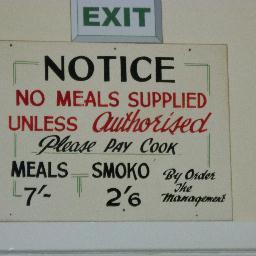 EXIT
NOTICE
NO MEALS SUPPLIED
UNLESS Authorised
Please PAY COOK
MEALS SMOKO By Order
The
7'- 2'6 Management